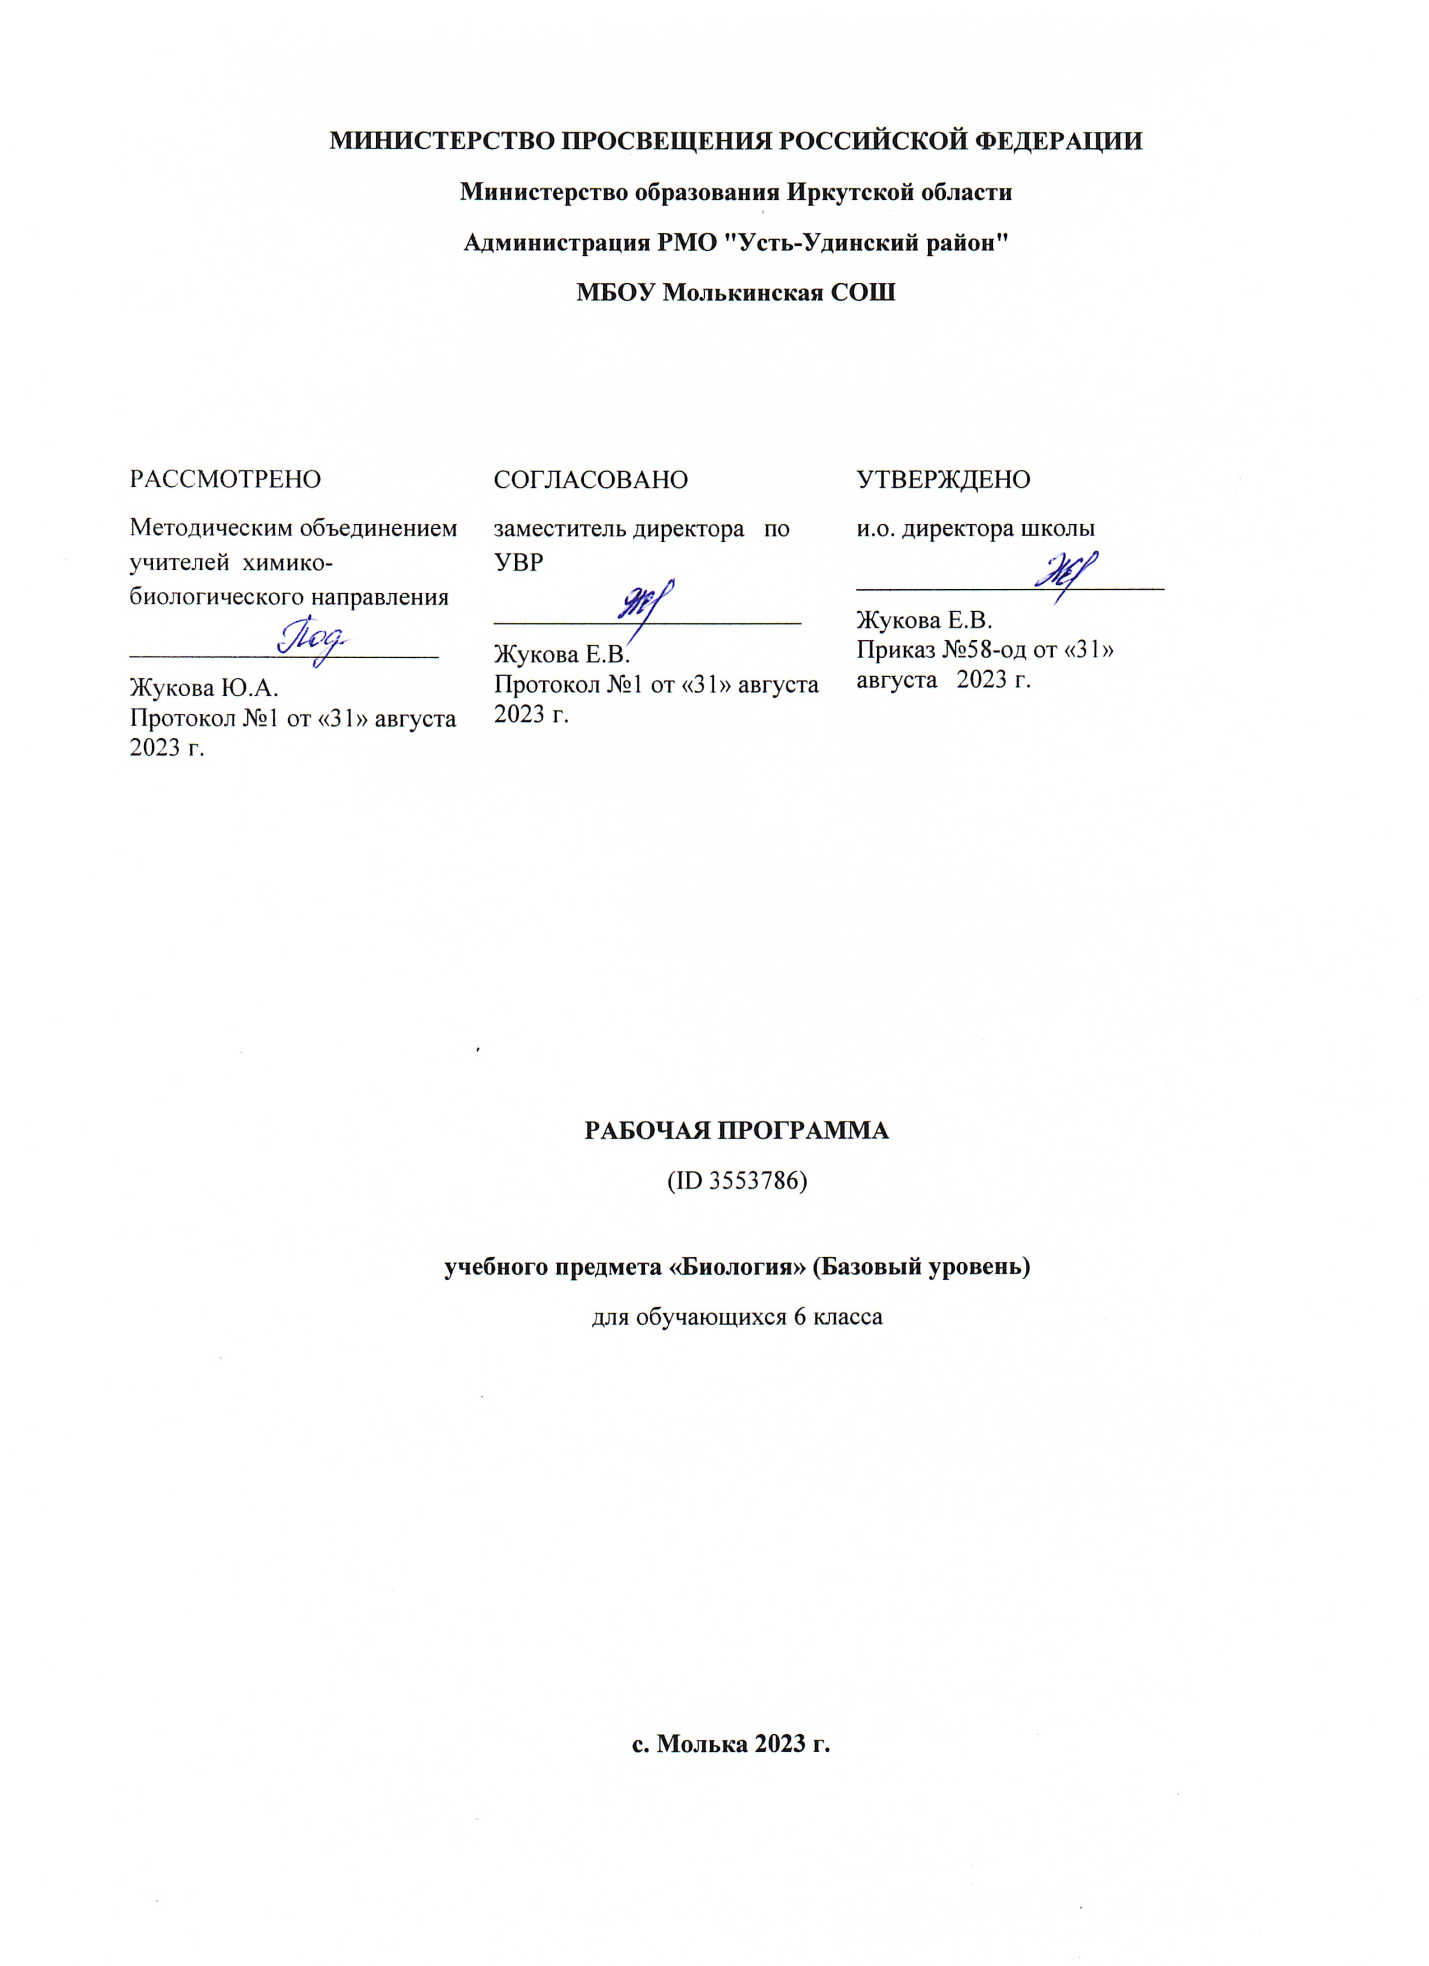 МИНИСТЕРСТВО ПРОСВЕЩЕНИЯ РОССИЙСКОЙ ФЕДЕРАЦИИ
Министерство образования Иркутской области
Администрация РМО "Усть-Удинский район"
МБОУ Молькинская СОШ
РАССМОТРЕНО
Методическим объединением
учителей химико-
биологического направления
Жукова Ю.А.
Протокол №1 от «31» августа
2023 г.
СОГЛАСОВАНО
заместитель директора по
УВР
Жукова Е.В.
Протокол №1 от «31» августа
2023 г.
УТВЕРЖДЕНО
и.о. директора школы
Жукова Е.В.
Приказ №58-од от «31»
августа 2023 г.
РАБОЧАЯ ПРОГРАММА
(ID 3553786)
учебного предмета «Биология» (Базовый уровень)
для обучающихся 6 класса
с. Молька 2023 г.